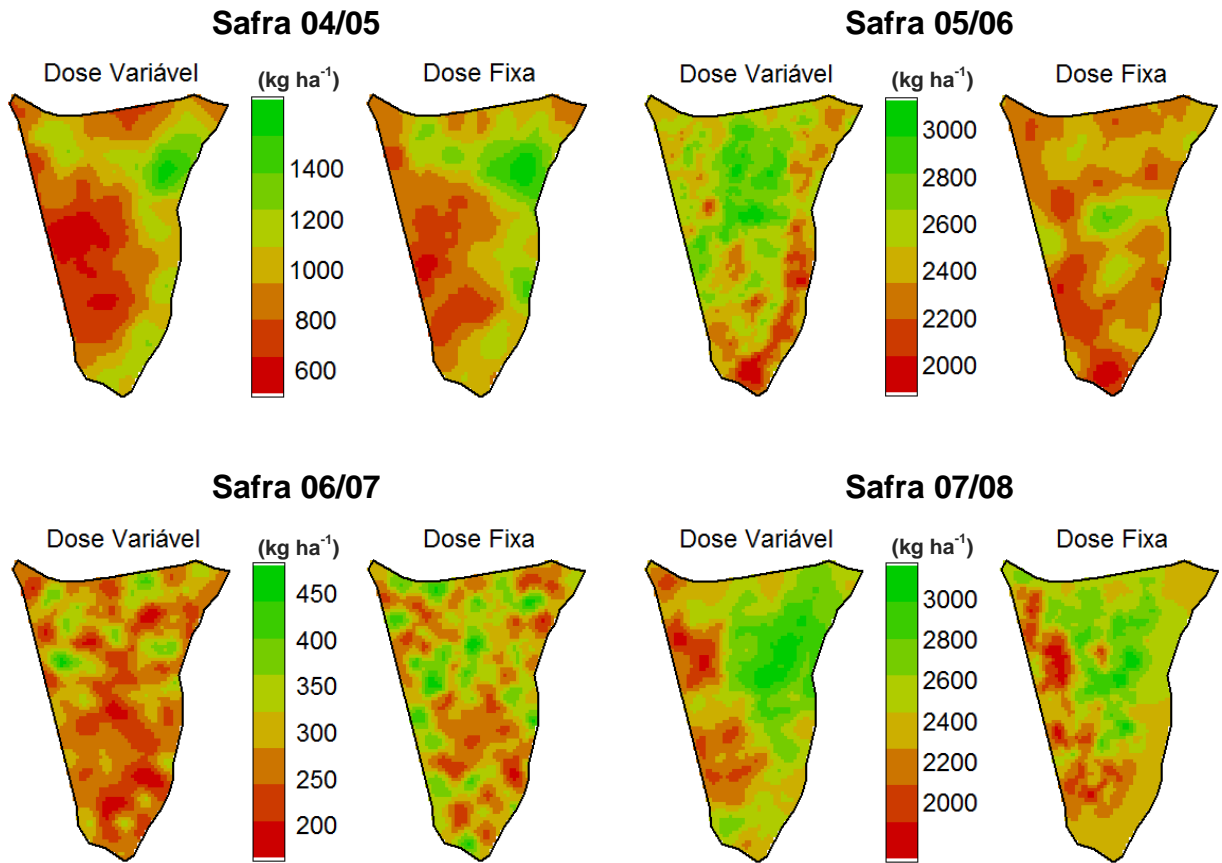 Safra 04/05
Dose Variável
(kg ha⁻¹)
Dose Fixa
1400
1200
1000
800
600
Safra 05/06
Dose Variável
(kg ha⁻¹)
Dose Fixa
3000
2800
2600
2400
2200
2000
Safra 06/07
Dose Variável
(kg ha⁻¹)
Dose Fixa
450
400
350
300
250
200
Safra 07/08
Dose Variável
(kg ha⁻¹)
Dose Fixa
3000
2800
2600
2400
2200
2000